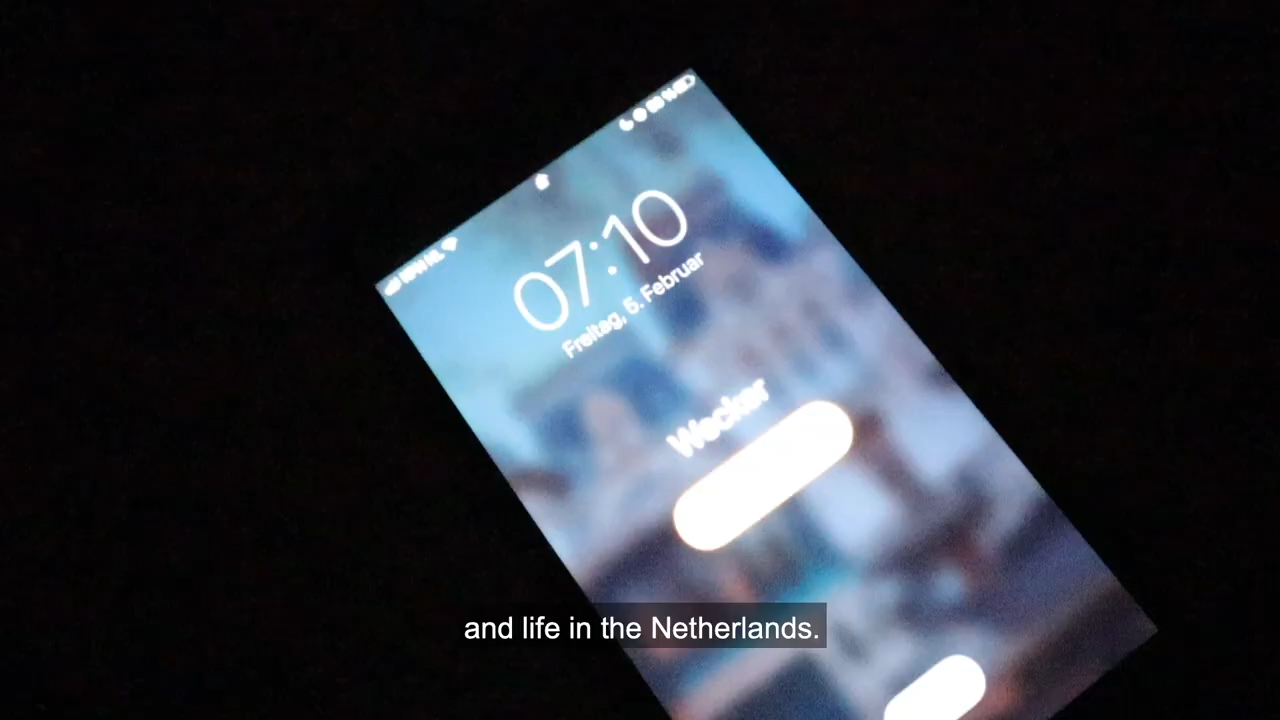 07:10
Freitag, 5. Februar
Wecker
and life in the Netherlands.